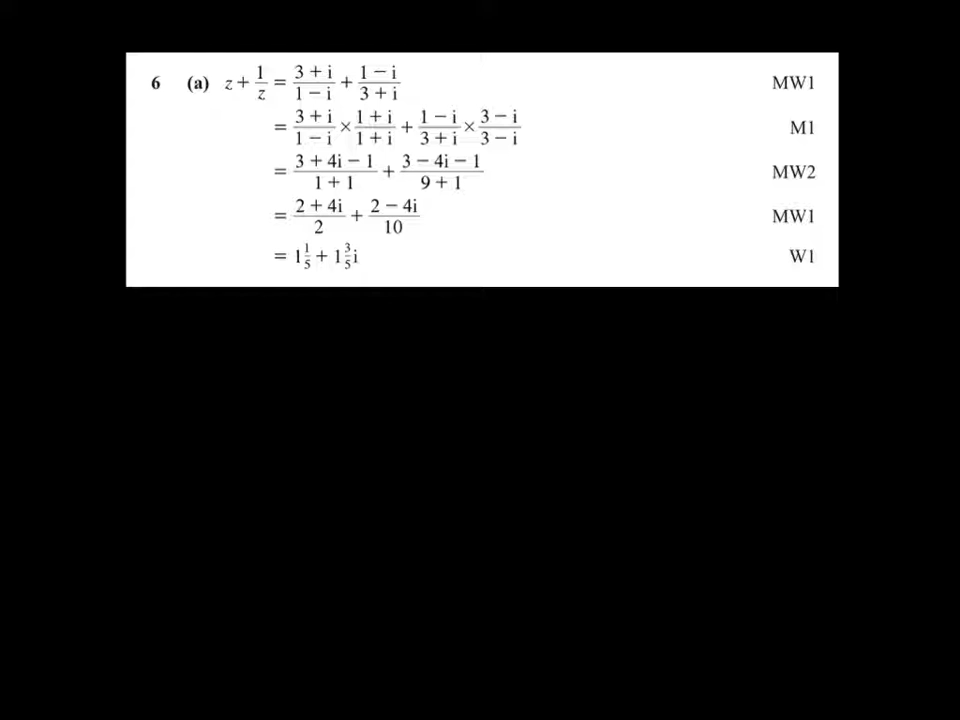 6 (a) z + 1/z = (3 + i)/(1 − i) + (1 − i)/(3 + i) MW1
= (3 + i)/(1 − i) × (1 + i)/(1 + i) + (1 − i)/(3 + i) × (3 − i)/(3 − i) M1
= (3 + 4i − 1)/(1 + 1) + (3 − 4i − 1)/(9 + 1) MW2
= (2 + 4i)/2 + (2 − 4i)/10 MW1
= 1 1/5 + 1 3/5 i W1